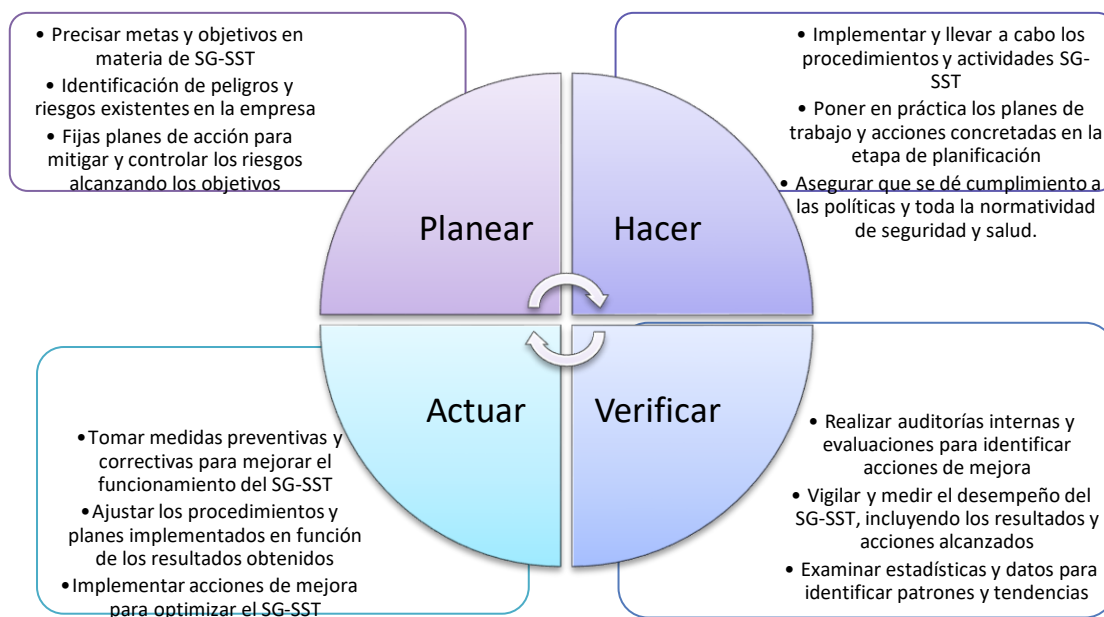 • Precisar metas y objetivos en
materia de SG-SST
• Identificación de peligros y
riesgos existentes en la empresa
• Fijas planes de acción para
mitigar y controlar los riesgos
alcanzando los objetivos
• Implementar y llevar a cabo los
procedimientos y actividades SG-
SST
• Poner en práctica los planes de
trabajo y acciones concretadas en la
etapa de planificación
• Asegurar que se dé cumplimiento a
las políticas y toda la normatividad
de seguridad y salud.
Planear
Hacer
Actuar
Verificar
•Tomar medidas preventivas y
correctivas para mejorar el
funcionamiento del SG-SST
•Ajustar los procedimientos y
planes implementados en función
de los resultados obtenidos
•Implementar acciones de mejora
para optimizar el SG-SST
• Realizar auditorías internas y
evaluaciones para identificar
acciones de mejora
• Vigilar y medir el desempeño del
SG-SST, incluyendo los resultados y
acciones alcanzados
• Examinar estadísticas y datos para
identificar patrones y tendencias